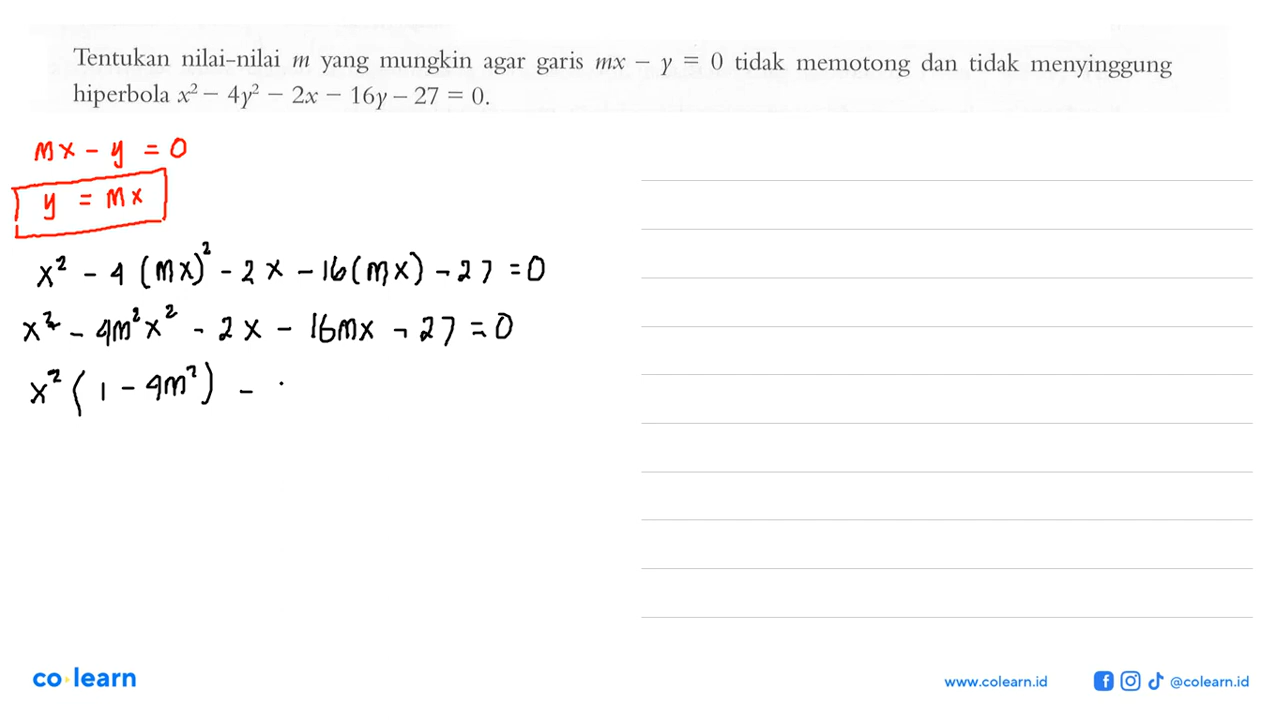 Tentukan nilai-nilai m yang mungkin agar garis mx − y = 0 tidak memotong dan tidak menyinggung
hiperbola x² − 4y² − 2x − 16y − 27 = 0.
mx − y = 0
y = mx
x² − 4 (mx)² − 2x − 16(mx) − 27 = 0
x² − 4m²x² − 2x − 16mx − 27 = 0
x² (1 − 4m²) −
co learn
www.colearn.id
@colearn.id